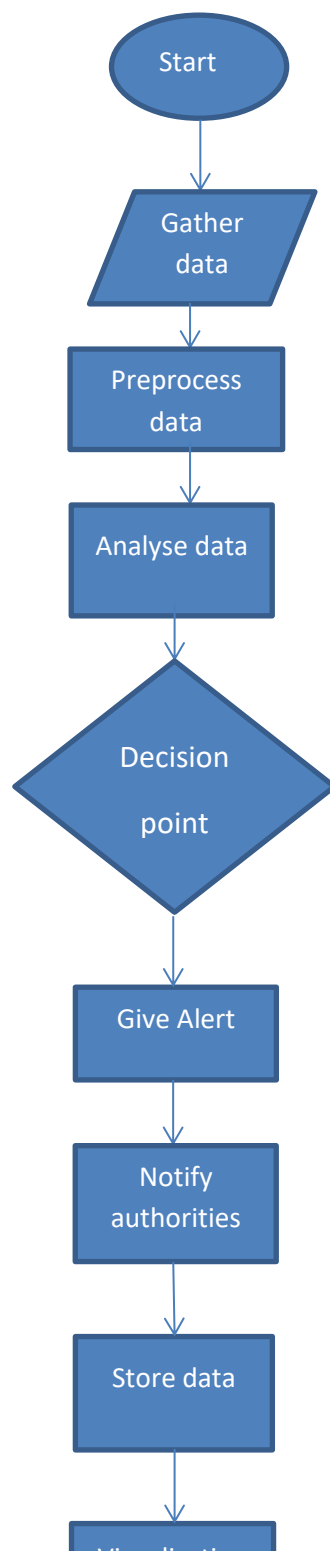 Start
Gather
data
Preprocess
data
Analyse data
Decision
point
Give Alert
Notify
authorities
Store data